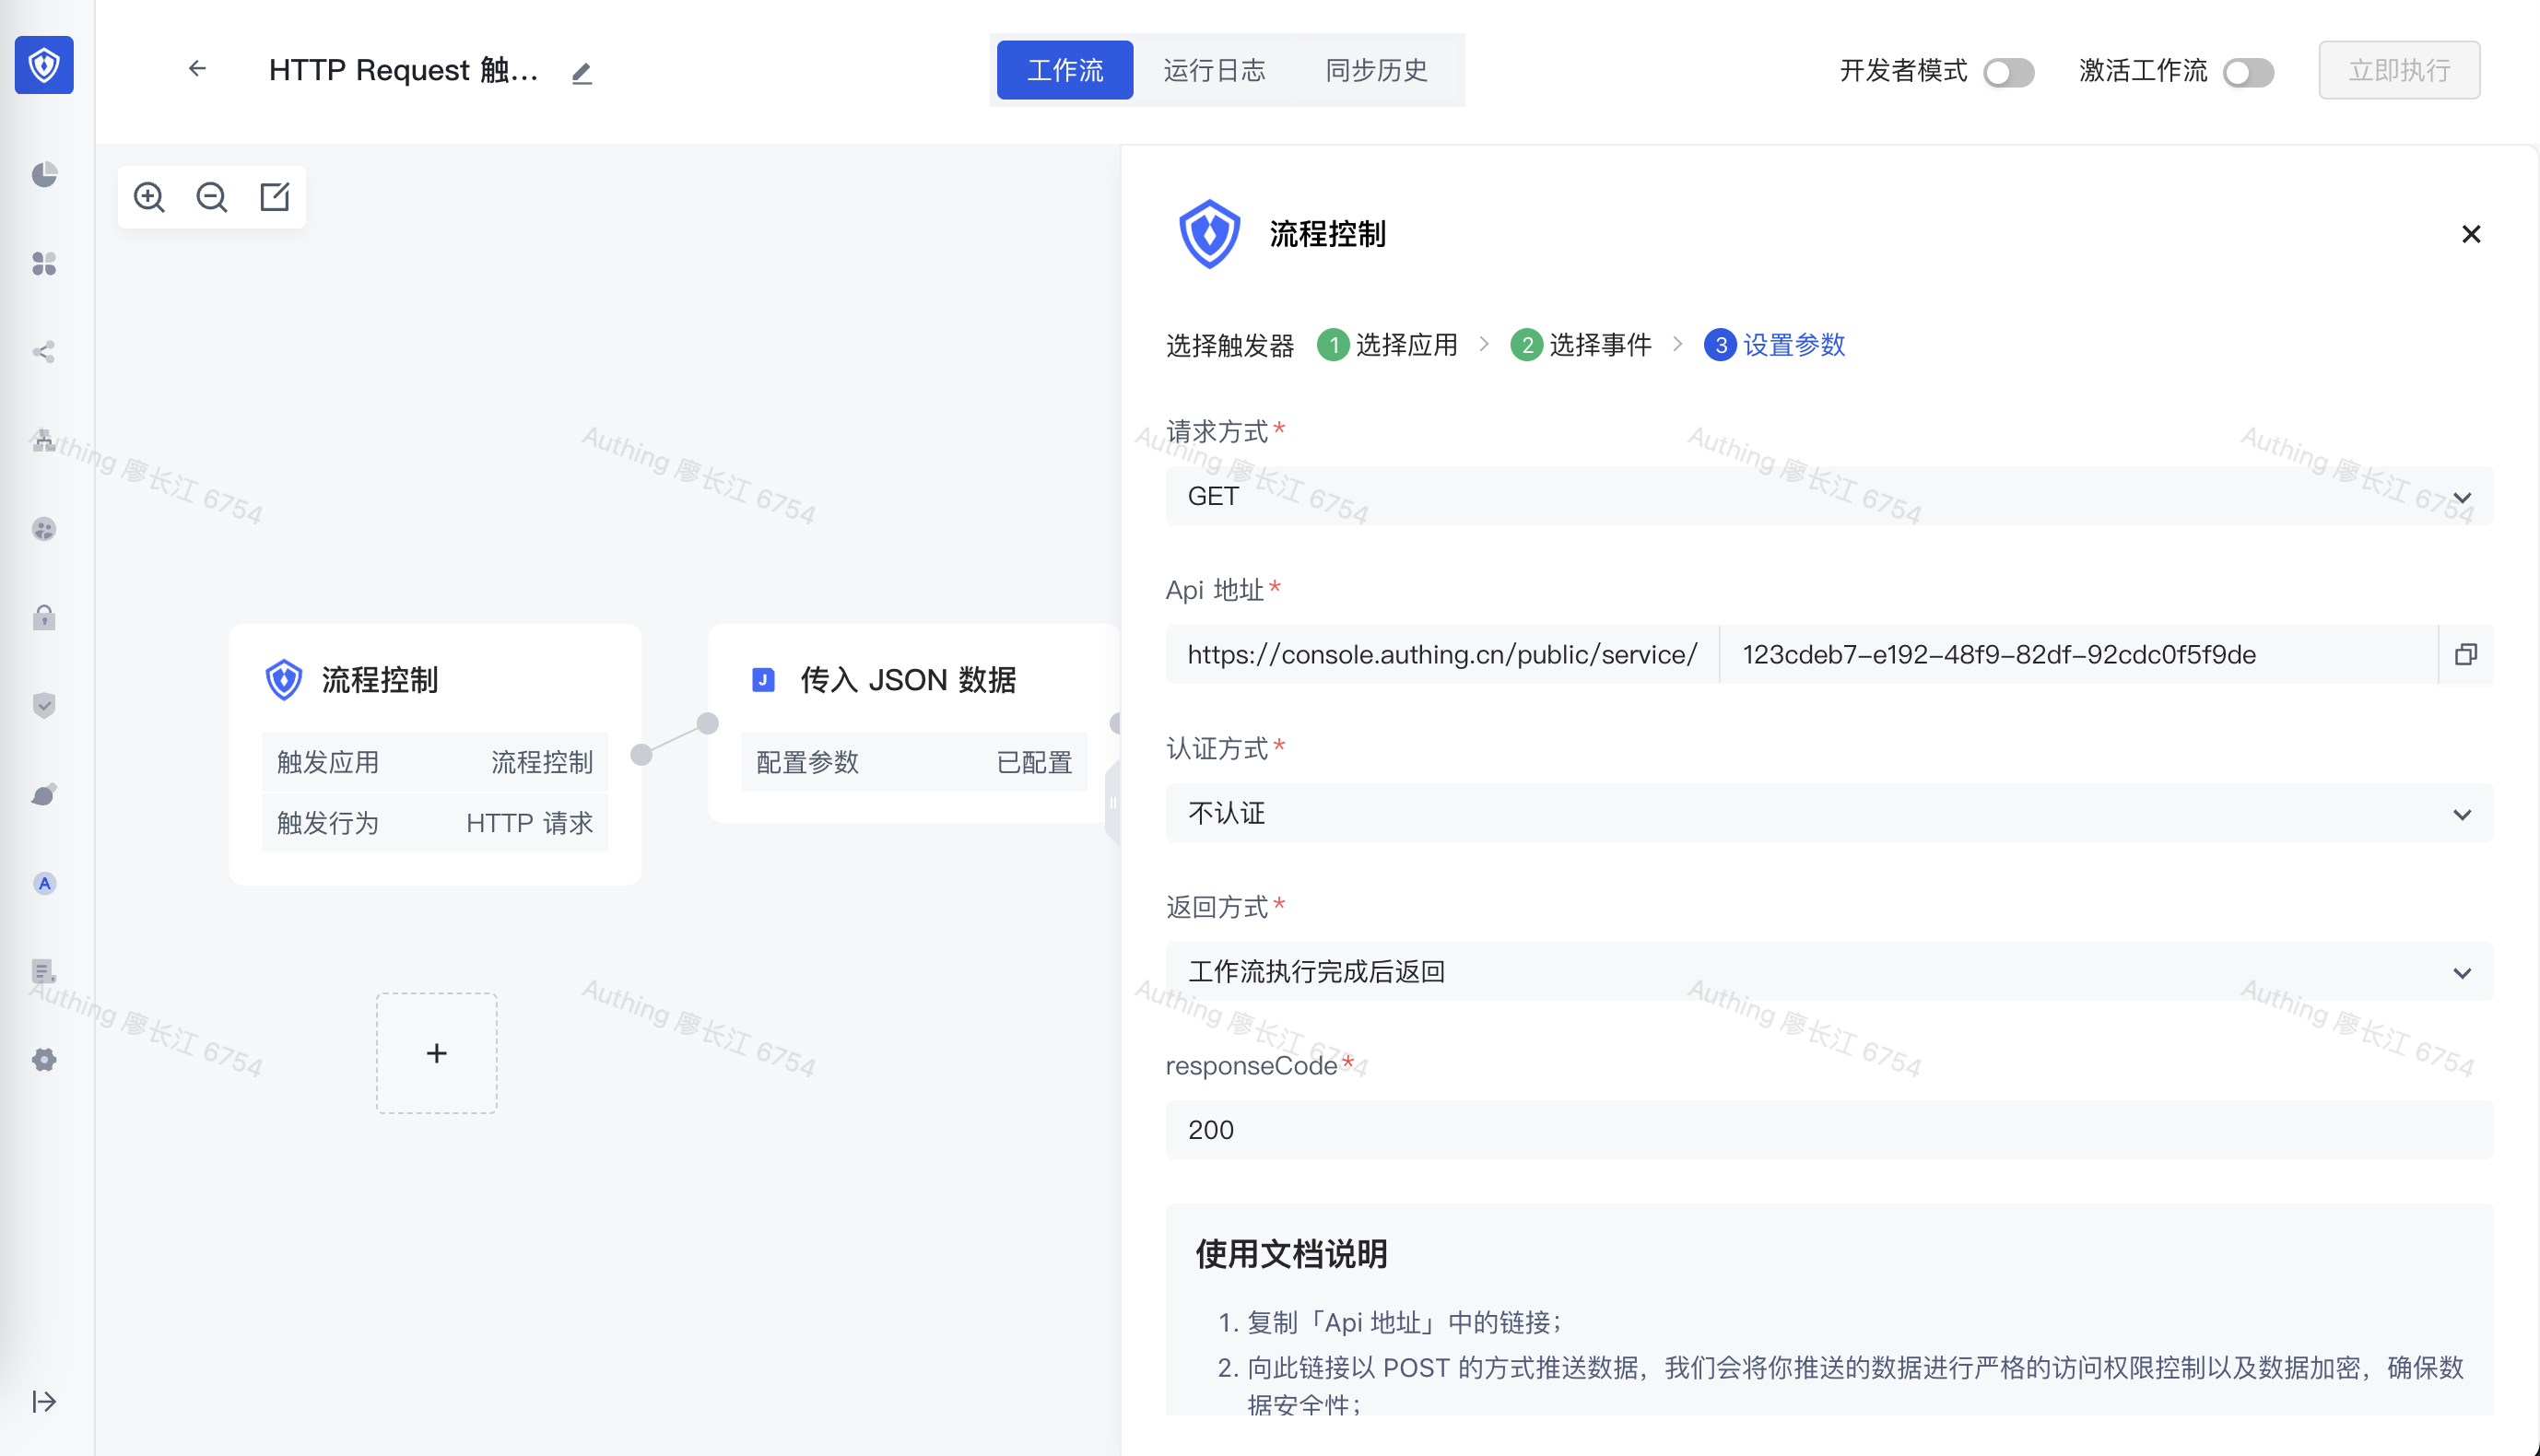 HTTP Request 触...
工作流 运行日志 同步历史
开发者模式 激活工作流 立即执行
流程控制
触发应用 流程控制
触发行为 HTTP 请求
J 传入 JSON 数据
配置参数 已配置
+
A
流程控制
选择触发器 1 选择应用 > 2 选择事件 > 3 设置参数
请求方式*
GET
Api 地址*
https://console.authing.cn/public/service/ 123cdeb7-e192-48f9-82df-92cdc0f5f9de
认证方式*
不认证
返回方式*
工作流执行完成后返回
responseCode*
200
使用文档说明
1. 复制「Api 地址」中的链接；
2. 向此链接以 POST 的方式推送数据，我们会将你推送的数据进行严格的访问权限控制以及数据加密，确保数
据安全性；
Authing 廖长江 6754
Authing 廖长江 6754
Authing 廖长江 6754
Authing 廖长江 6754
Authing 廖长江 6754
Authing 廖长江 6754
Authing 廖长江 6754
Authing 廖长江 6754
Authing 廖长江 6754
Authing 廖长江 6754